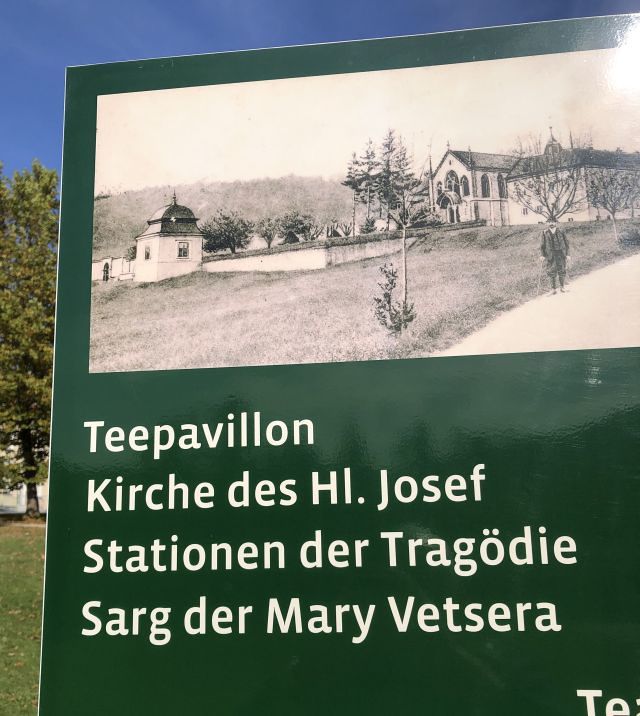 Teepavillon
Kirche des Hl. Josef
Stationen der Tragödie
Sarg der Mary Vetsera